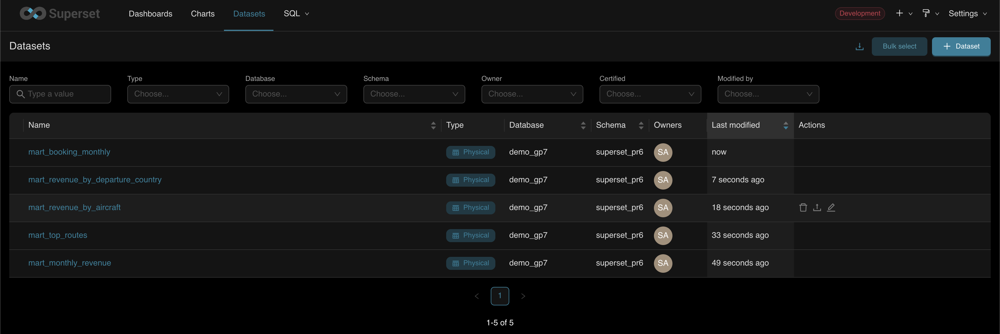 Superset Dashboards Charts Datasets SQL Development Settings
Datasets Bulk select Dataset
Name Type Database Schema Owner Certified Modified by
Type a value Choose... Choose... Choose... Choose... Choose... Choose...
Name Type Database Schema Owners Last modified Actions
mart_booking_monthly Physical demo_gp7 superset_pr6 SA now
mart_revenue_by_departure_country Physical demo_gp7 superset_pr6 SA 7 seconds ago
mart_revenue_by_aircraft Physical demo_gp7 superset_pr6 SA 18 seconds ago
mart_top_routes Physical demo_gp7 superset_pr6 SA 33 seconds ago
mart_monthly_revenue Physical demo_gp7 superset_pr6 SA 49 seconds ago
1
1-5 of 5